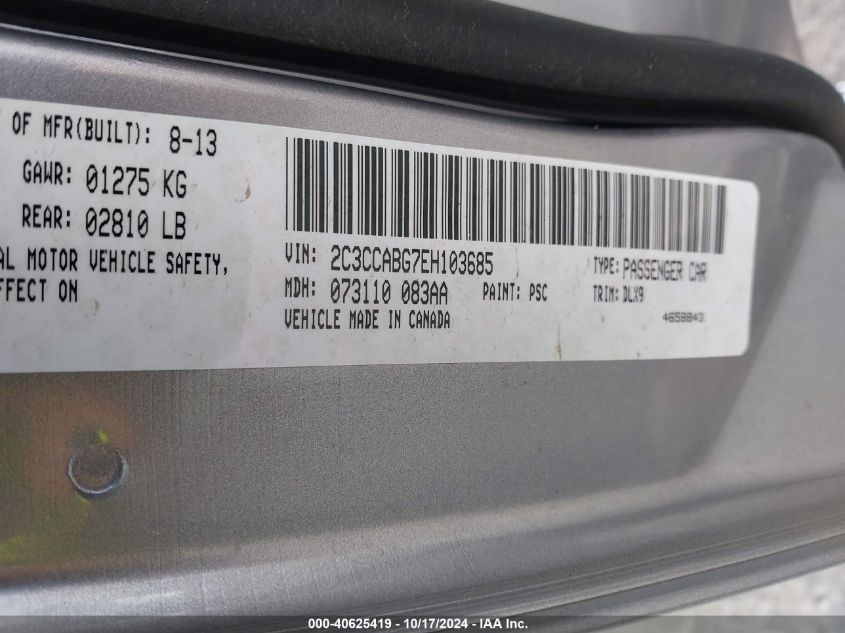 OF MFR(BUILT): 8-13
GAWR: 01275 KG
REAR: 02810 LB
AL MOTOR VEHICLE SAFETY,
FFECT ON
VIN: 2C3CCABG7EH103685
TYPE: PASSENGER CAR
MDH: 073110 083AA
PAINT: PSC
TRIM: DLX9
VEHICLE MADE IN CANADA
4658843
000-40625419 - 10/17/2024 - IAA Inc.